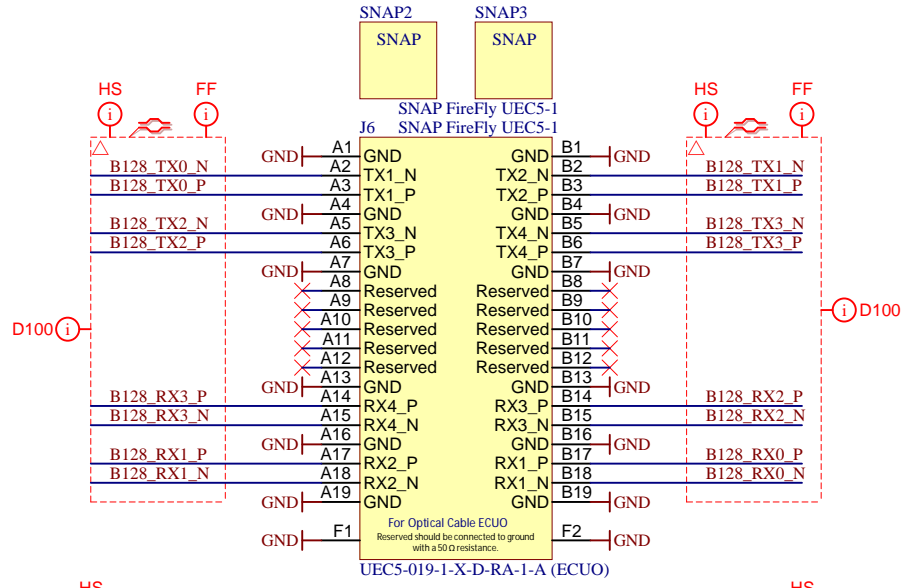 SNAP2 SNAP3
SNAP SNAP
HS FF SNAP FireFly UEC5-1 HS FF
i i J6 SNAP FireFly UEC5-1 i i
GND A1 GND GND B1 GND
B128_TX0_N A2 TX1_N TX2_N B2 B128_TX1_N
B128_TX0_P A3 TX1_P TX2_P B3 B128_TX1_P
GND A4 GND GND B4 GND
B128_TX2_N A5 TX3_N TX4_N B5 B128_TX3_N
B128_TX2_P A6 TX3_P TX4_P B6 B128_TX3_P
GND A7 GND GND B7 GND
A8 Reserved Reserved B8
A9 Reserved Reserved B9
D100 i A10 Reserved Reserved B10 i D100
A11 Reserved Reserved B11
A12 Reserved Reserved B12
GND A13 GND GND B13 GND
B128_RX3_P A14 RX4_P RX3_P B14 B128_RX2_P
B128_RX3_N A15 RX4_N RX3_N B15 B128_RX2_N
GND A16 GND GND B16 GND
B128_RX1_P A17 RX2_P RX1_P B17 B128_RX0_P
B128_RX1_N A18 RX2_N RX1_N B18 B128_RX0_N
GND A19 GND GND B19 GND
For Optical Cable ECUO
GND F1 Reserved should be connected to ground F2 GND
with a 50 Ω resistance.
UEC5-019-1-X-D-RA-1-A (ECUO)
HS HS